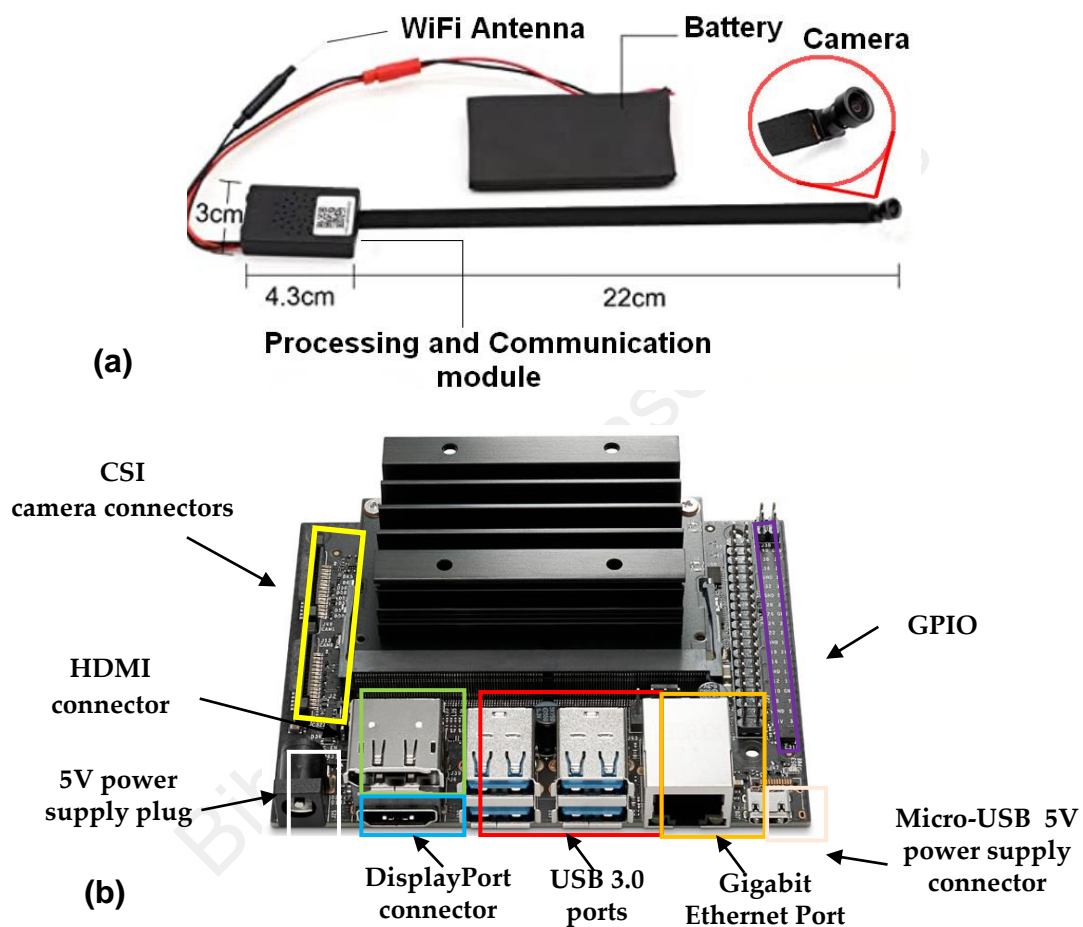 WiFi Antenna
Battery
Camera
3cm
4.3cm
22cm
Processing and Communication
module
(a)
CSI
camera connectors
HDMI
connector
5V power
supply plug
GPIO
Micro-USB 5V
power supply
connector
DisplayPort
connector
USB 3.0
ports
Gigabit
Ethernet Port
(b)